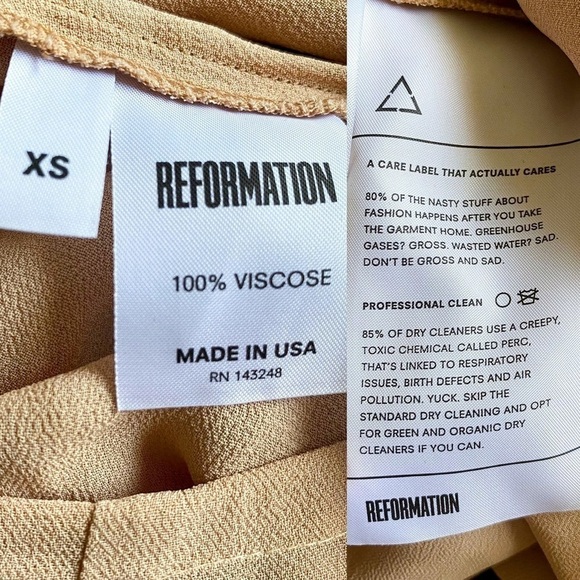 XS
REFORMATION
100% VISCOSE
MADE IN USA
RN 143248
A CARE LABEL THAT ACTUALLY CARES
80% OF THE NASTY STUFF ABOUT
FASHION HAPPENS AFTER YOU TAKE
THE GARMENT HOME. GREENHOUSE
GASES? GROSS. WASTED WATER? SAD.
DON'T BE GROSS AND SAD.
PROFESSIONAL CLEAN
85% OF DRY CLEANERS USE A CREEPY,
TOXIC CHEMICAL CALLED PERC,
THAT'S LINKED TO RESPIRATORY
ISSUES, BIRTH DEFECTS AND AIR
POLLUTION. YUCK. SKIP THE
STANDARD DRY CLEANING AND OPT
FOR GREEN AND ORGANIC DRY
CLEANERS IF YOU CAN.
REFORMATION